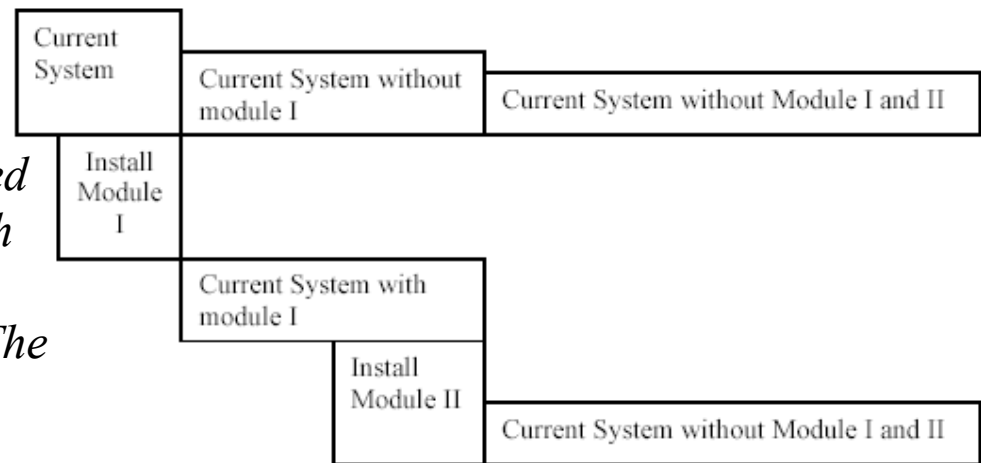 Current
System
Current System without
module I
Current System without Module I and II
Install
Module
I
Current System with
module I
The
Install
Module II
Current System without Module I and II